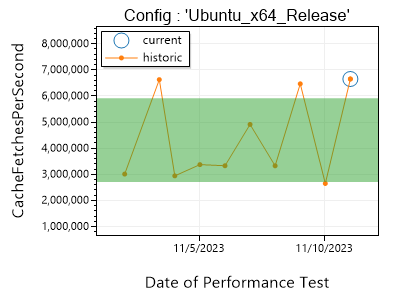 Config : 'Ubuntu_x64_Release'
current
historic
CacheFetchesPerSecond
8,000,000
7,000,000
6,000,000
5,000,000
4,000,000
3,000,000
2,000,000
1,000,000
11/5/2023
11/10/2023
Date of Performance Test